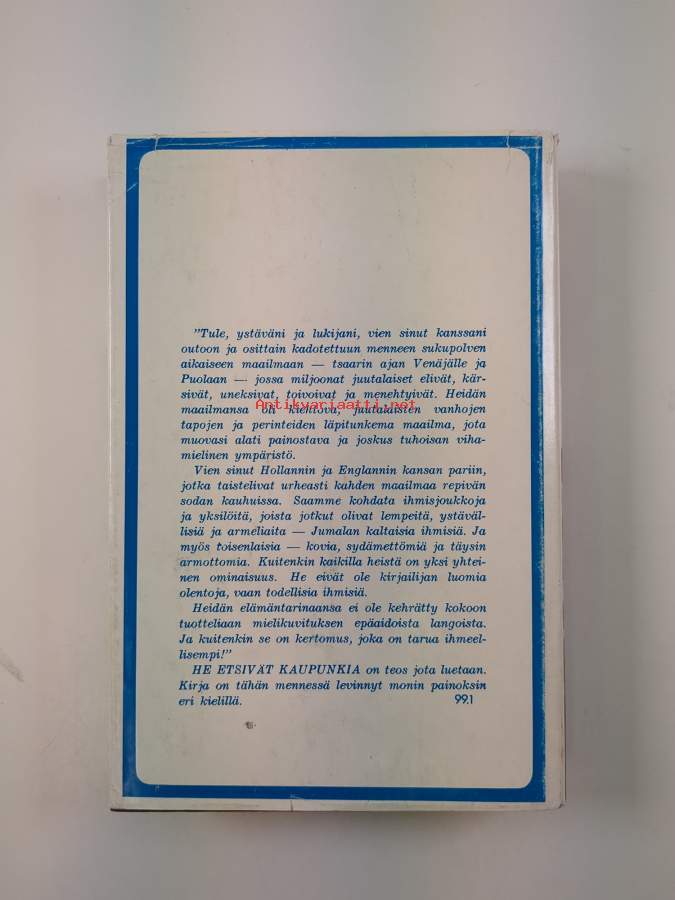 "Tule, ystäväni ja lukijani, vien sinut kanssani
outoon ja osittain kadotettuun menneen sukupolven
aikaiseen maailmaan — tsaarin ajan Venäjälle ja
Puolaan — jossa miljoonat juutalaiset elivät, kär-
sivät, uneksivat, toivoivat ja menehtyivät. Heidän
Antikvariaatti.net
maailmansa on kiehtova, juutalaisten vanhojen
tapojen ja perinteiden läpitunkema maailma, jota
muovasi alati painostava ja joskus tuhoisan viha-
mielinen ympäristö.
Vien sinut Hollannin ja Englannin kansan pariin,
jotka taistelivat urheasti kahden maailmaa repivän
sodan kauhuissa. Saamme kohdata ihmisjoukkoja
ja yksilöitä, joista jotkut olivat lempeitä, ystäväl-
lisiä ja armeliaita — Jumalan kaltaisia ihmisiä. Ja
myös toisenlaisia — kovia, sydämettömiä ja täysin
armottomia. Kuitenkin kaikilla heistä on yksi yhtei-
nen ominaisuus. He eivät ole kirjailijan luomia
olentoja, vaan todellisia ihmisiä.
Heidän elämäntarinaansa ei ole kehrätty kokoon
tuotteliaan mielikuvituksen epäaidoista langoista.
Ja kuitenkin se on kertomus, joka on tarua ihmeel-
lisempi!"
HE ETSIVÄT KAUPUNKIA on teos jota luetaan.
Kirja on tähän mennessä levinnyt monin painoksin
eri kielillä. 99.1